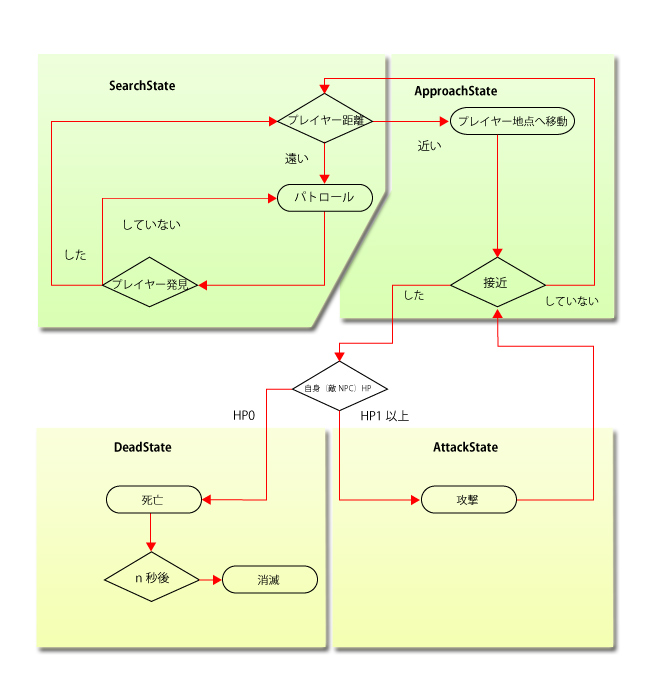 SearchState
ApproachState
プレイヤー距離
プレイヤー地点へ移動
近い
遠い
パトロール
していない
した
プレイヤー発見
接近
した
していない
自身（敵 NPC）HP
HP0
HP1 以上
DeadState
AttackState
死亡
攻撃
n 秒後
消滅